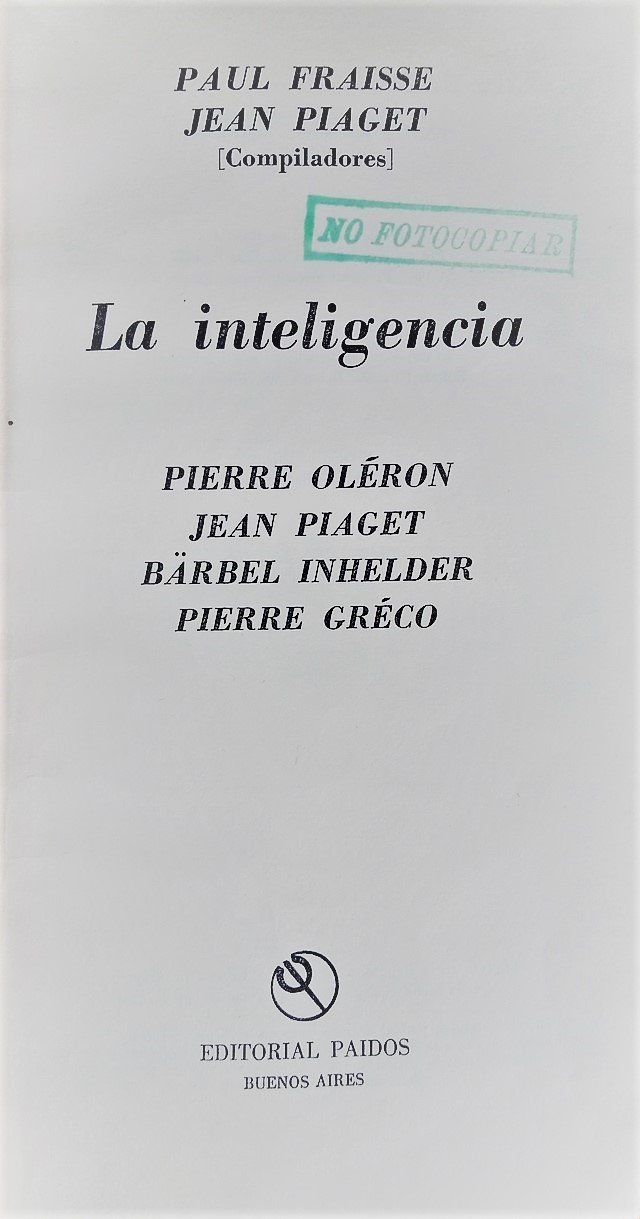 PAUL FRAISSE
JEAN PIAGET
[Compiladores]
NO FOTOCOPIAR
La inteligencia
PIERRE OLÉRON
JEAN PIAGET
BÄRBEL INHELDER
PIERRE GRÉCO
EDITORIAL PAIDOS
BUENOS AIRES